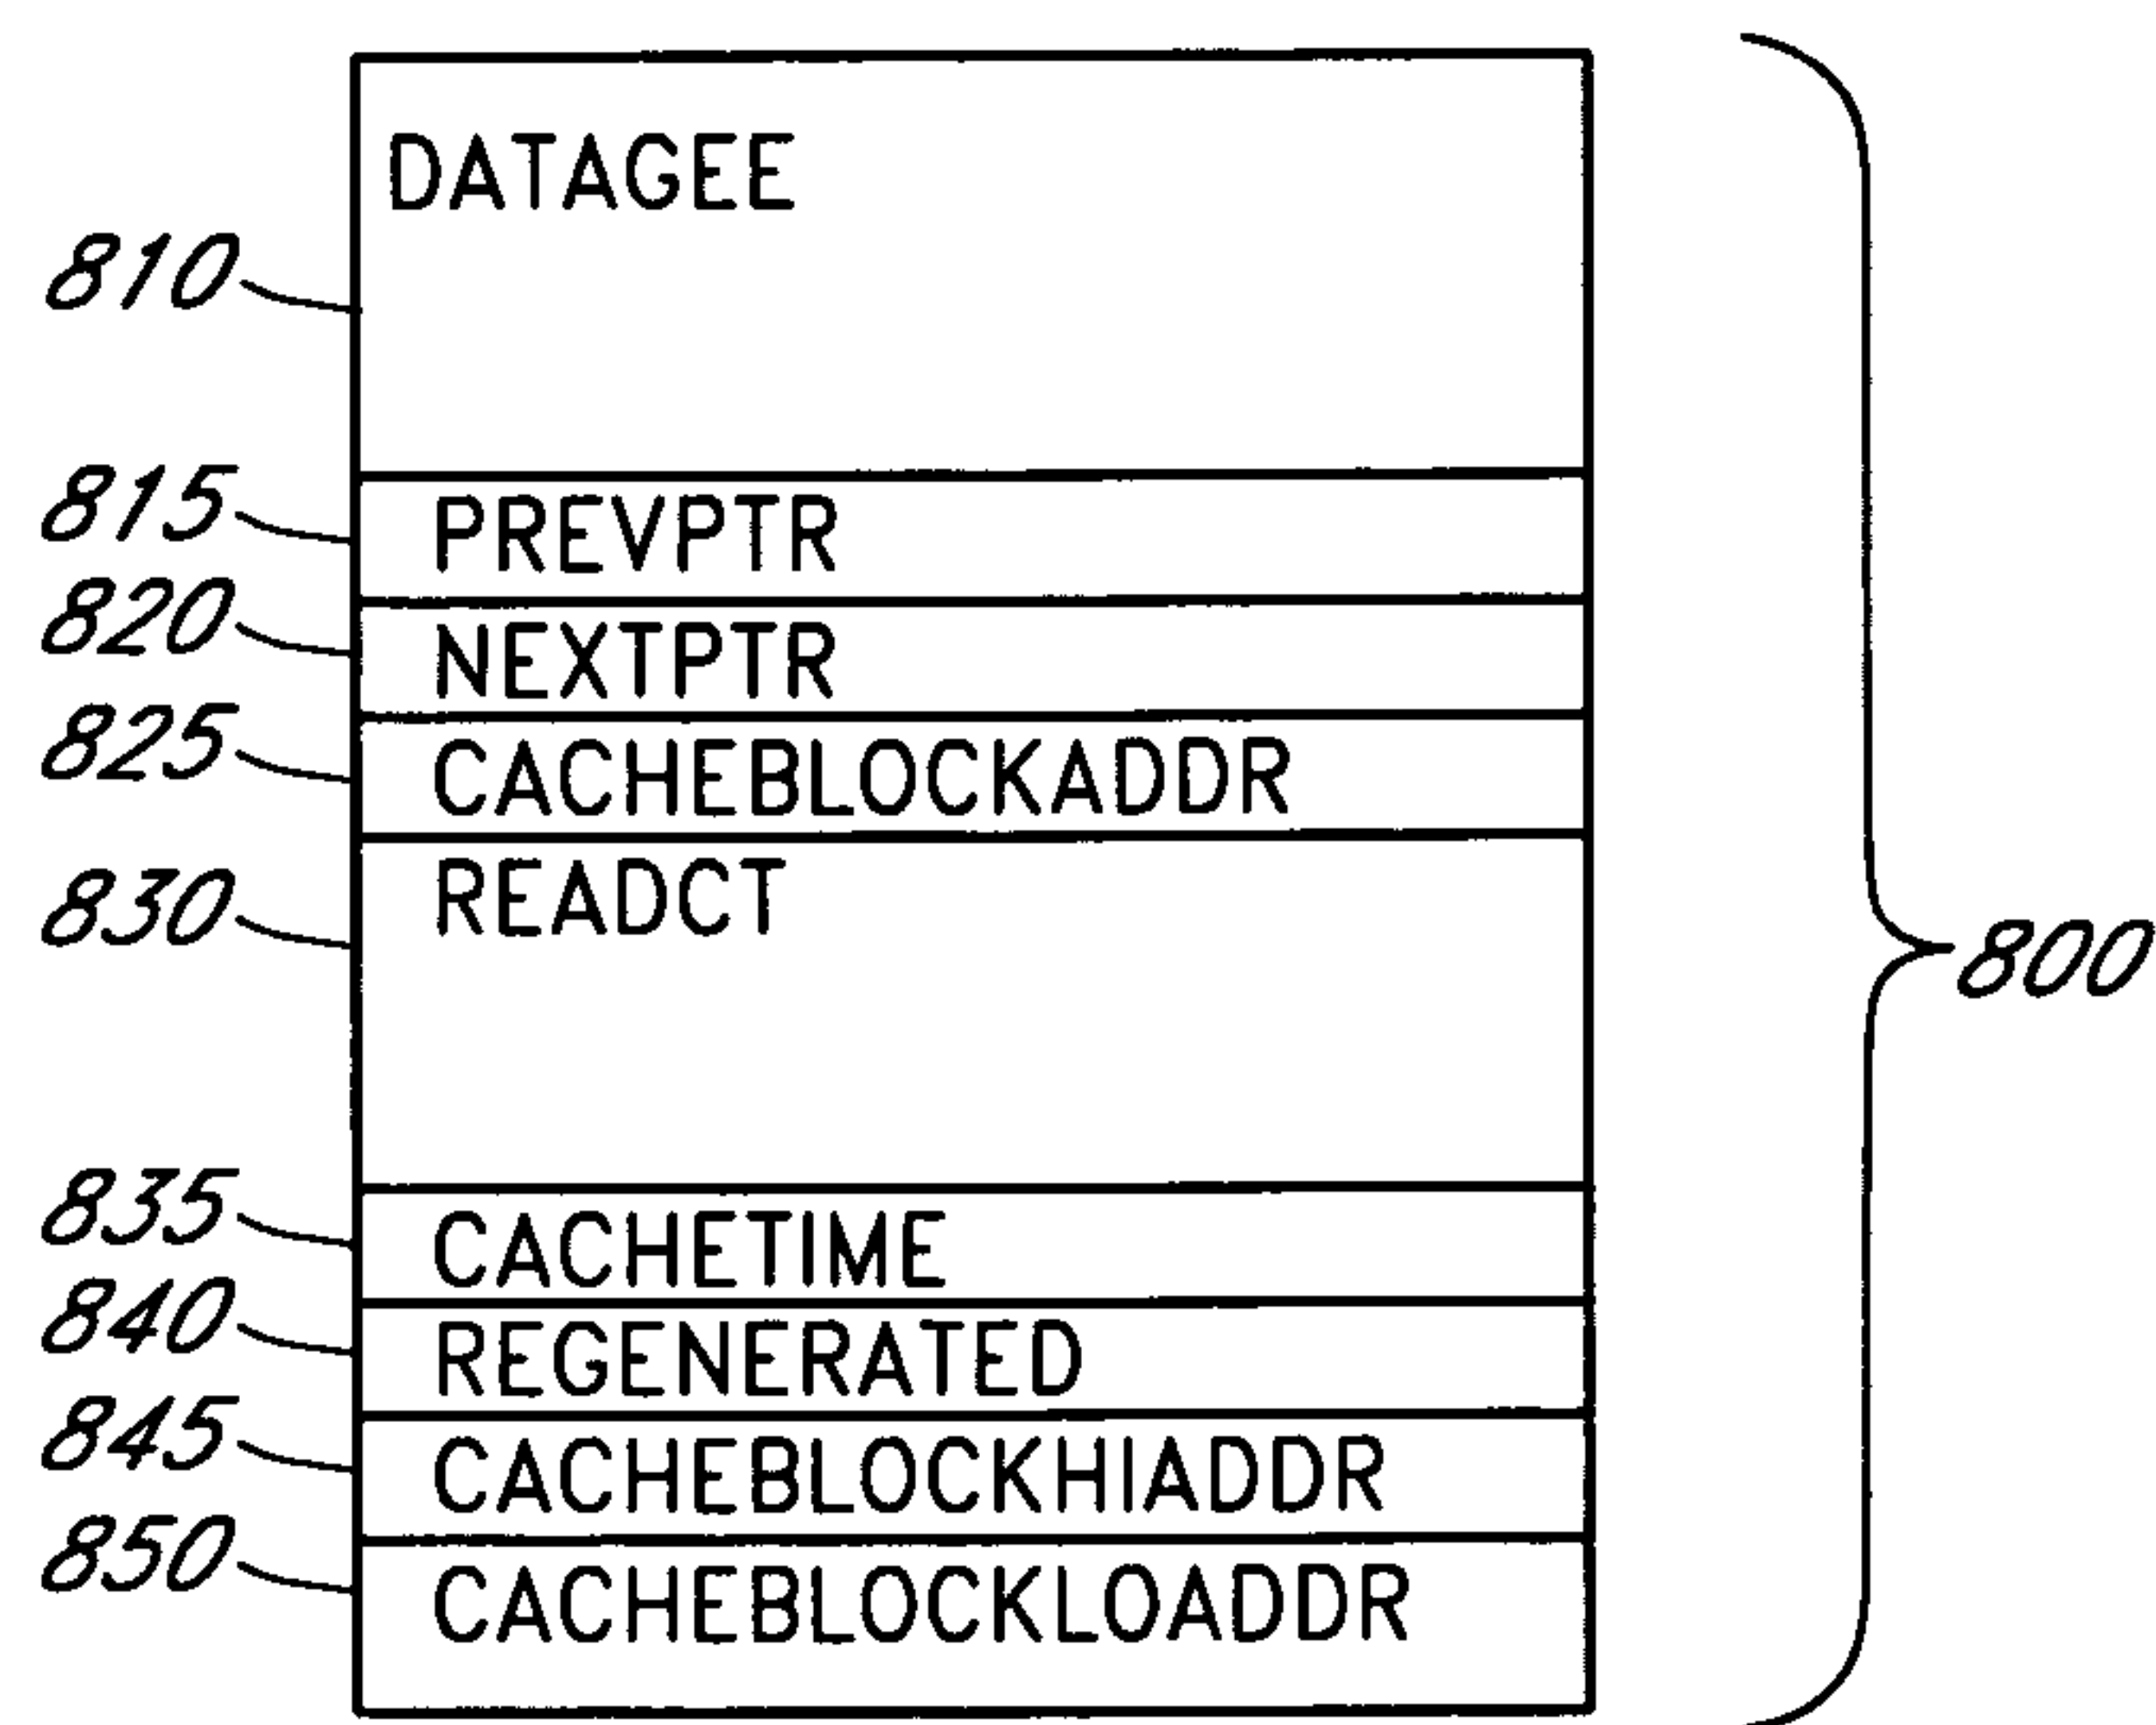 DATAGEE
810
815 PREVPTR
820 NEXTPTR
825 CACHEBLOCKADDR
830 READCT
800
835 CACHETIME
840 REGENERATED
845 CACHEBLOCKHIADDR
850 CACHEBLOCKLOADDR